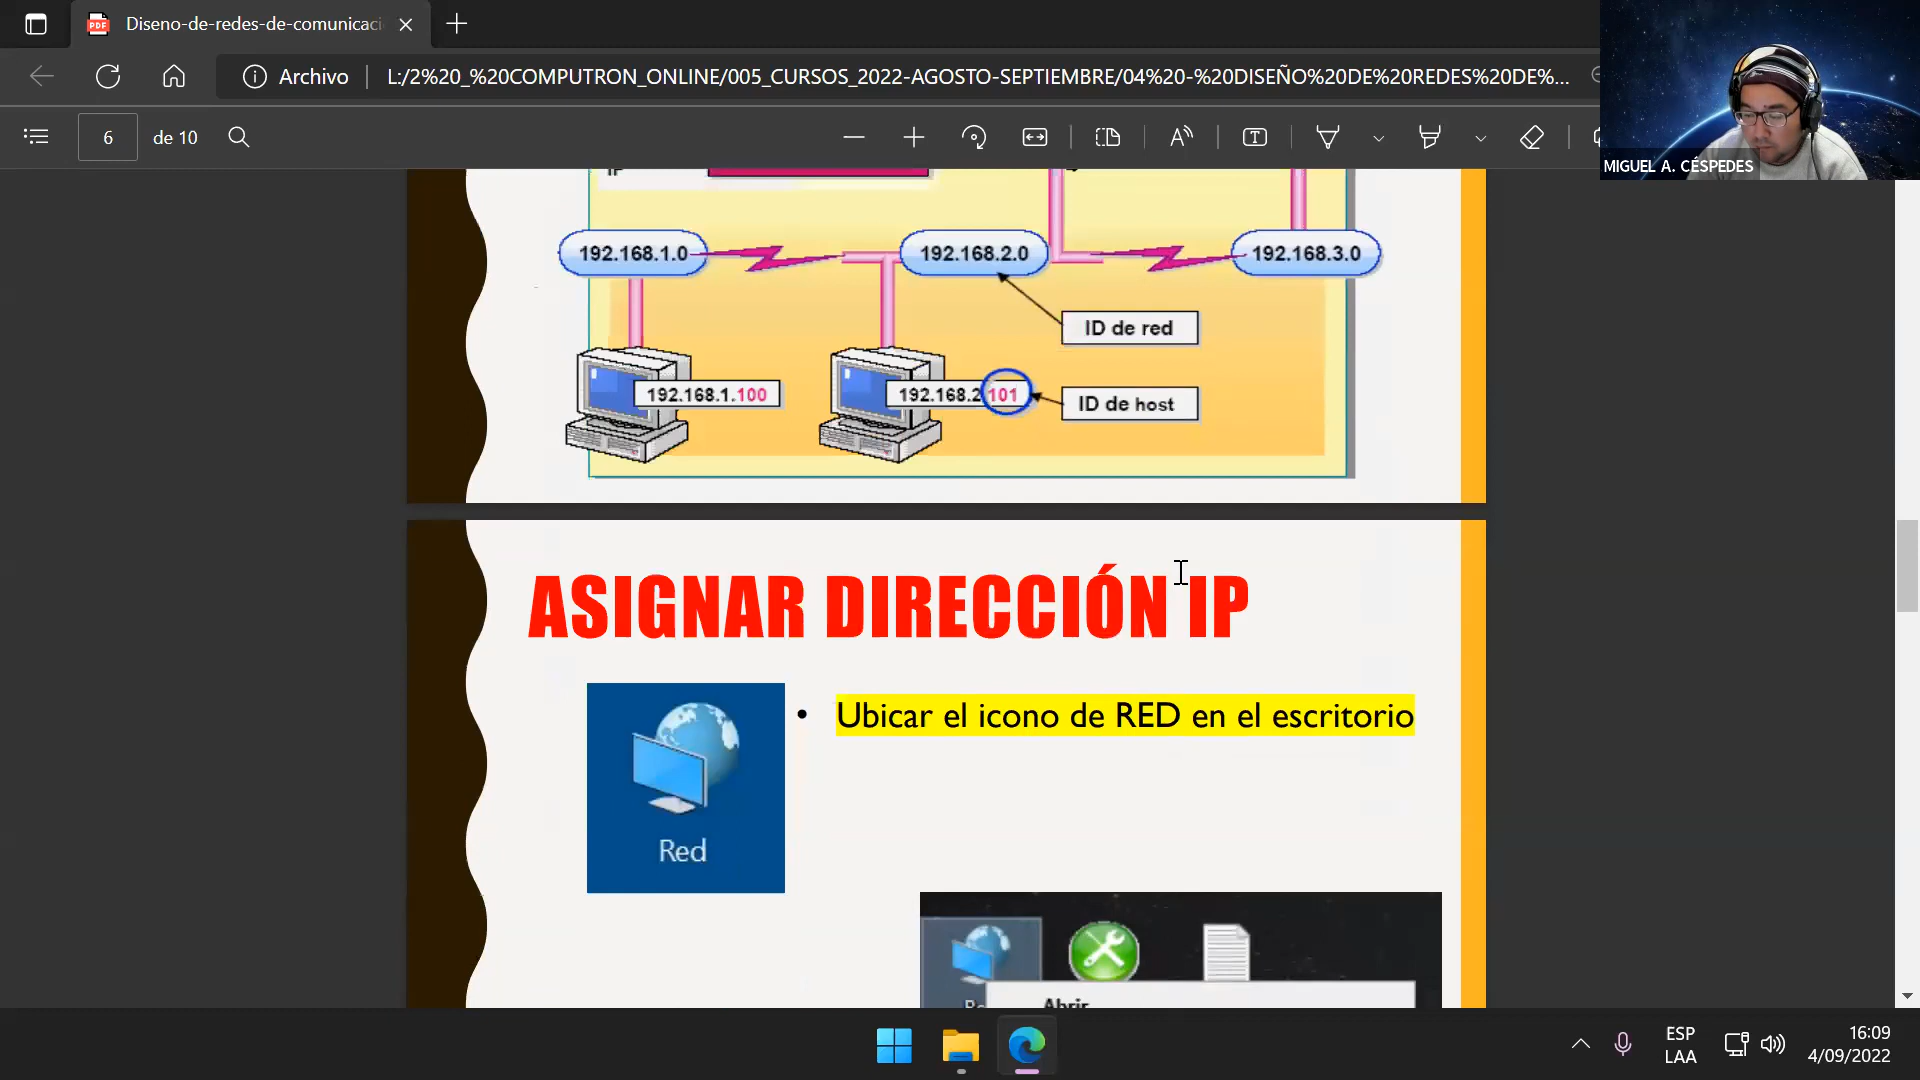 Diseno-de-redes-de-comunicaci
Archivo
L:/2%20_%20COMPUTRON_ONLINE/005_CURSOS_2022-AGOSTO-SEPTIEMBRE/04%20-%20DISEÑO%20DE%20REDES%20DE%...
6 de 10
MIGUEL A. CÉSPEDES
IP
192.168.1.0
192.168.2.0
192.168.3.0
ID de red
192.168.1.100
192.168.2.101
ID de host
ASIGNAR DIRECCIÓN IP
• Ubicar el icono de RED en el escritorio
Red
Abrir
ESP
LAA
16:09
4/09/2022